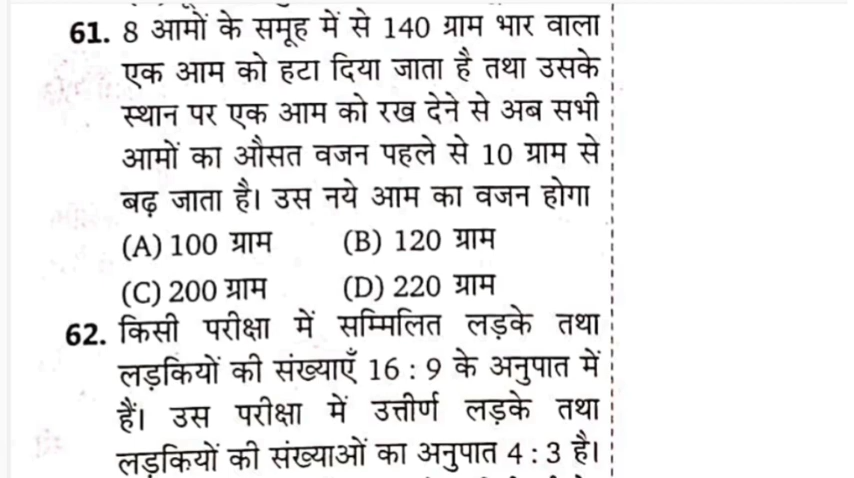 61. 8 आमों के समूह में से 140 ग्राम भार वाला
एक आम को हटा दिया जाता है तथा उसके
स्थान पर एक आम को रख देने से अब सभी
आमों का औसत वजन पहले से 10 ग्राम से
बढ़ जाता है। उस नये आम का वजन होगा
(A) 100 ग्राम (B) 120 ग्राम
(C) 200 ग्राम (D) 220 ग्राम
62. किसी परीक्षा में सम्मिलित लड़के तथा
लड़कियों की संख्याएँ 16 : 9 के अनुपात में
हैं। उस परीक्षा में उत्तीर्ण लड़के तथा
लड़कियों की संख्याओं का अनुपात 4 : 3 है।